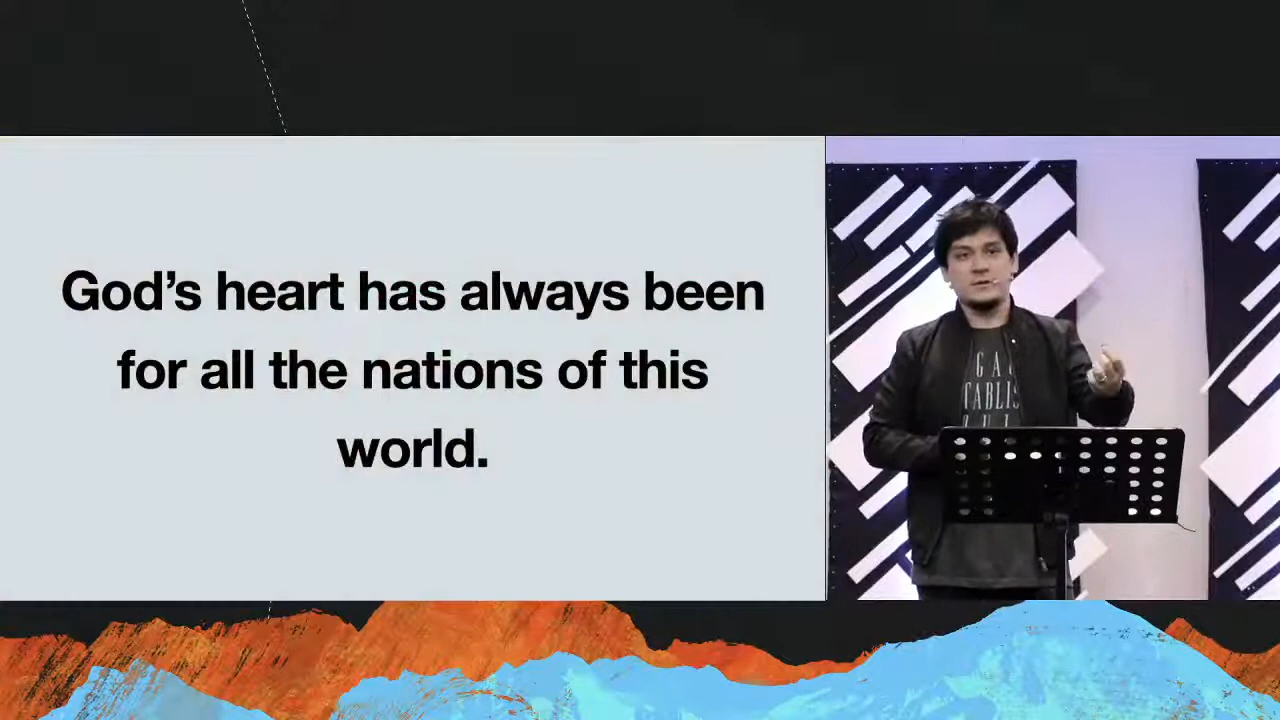 God’s heart has always been
for all the nations of this
world.